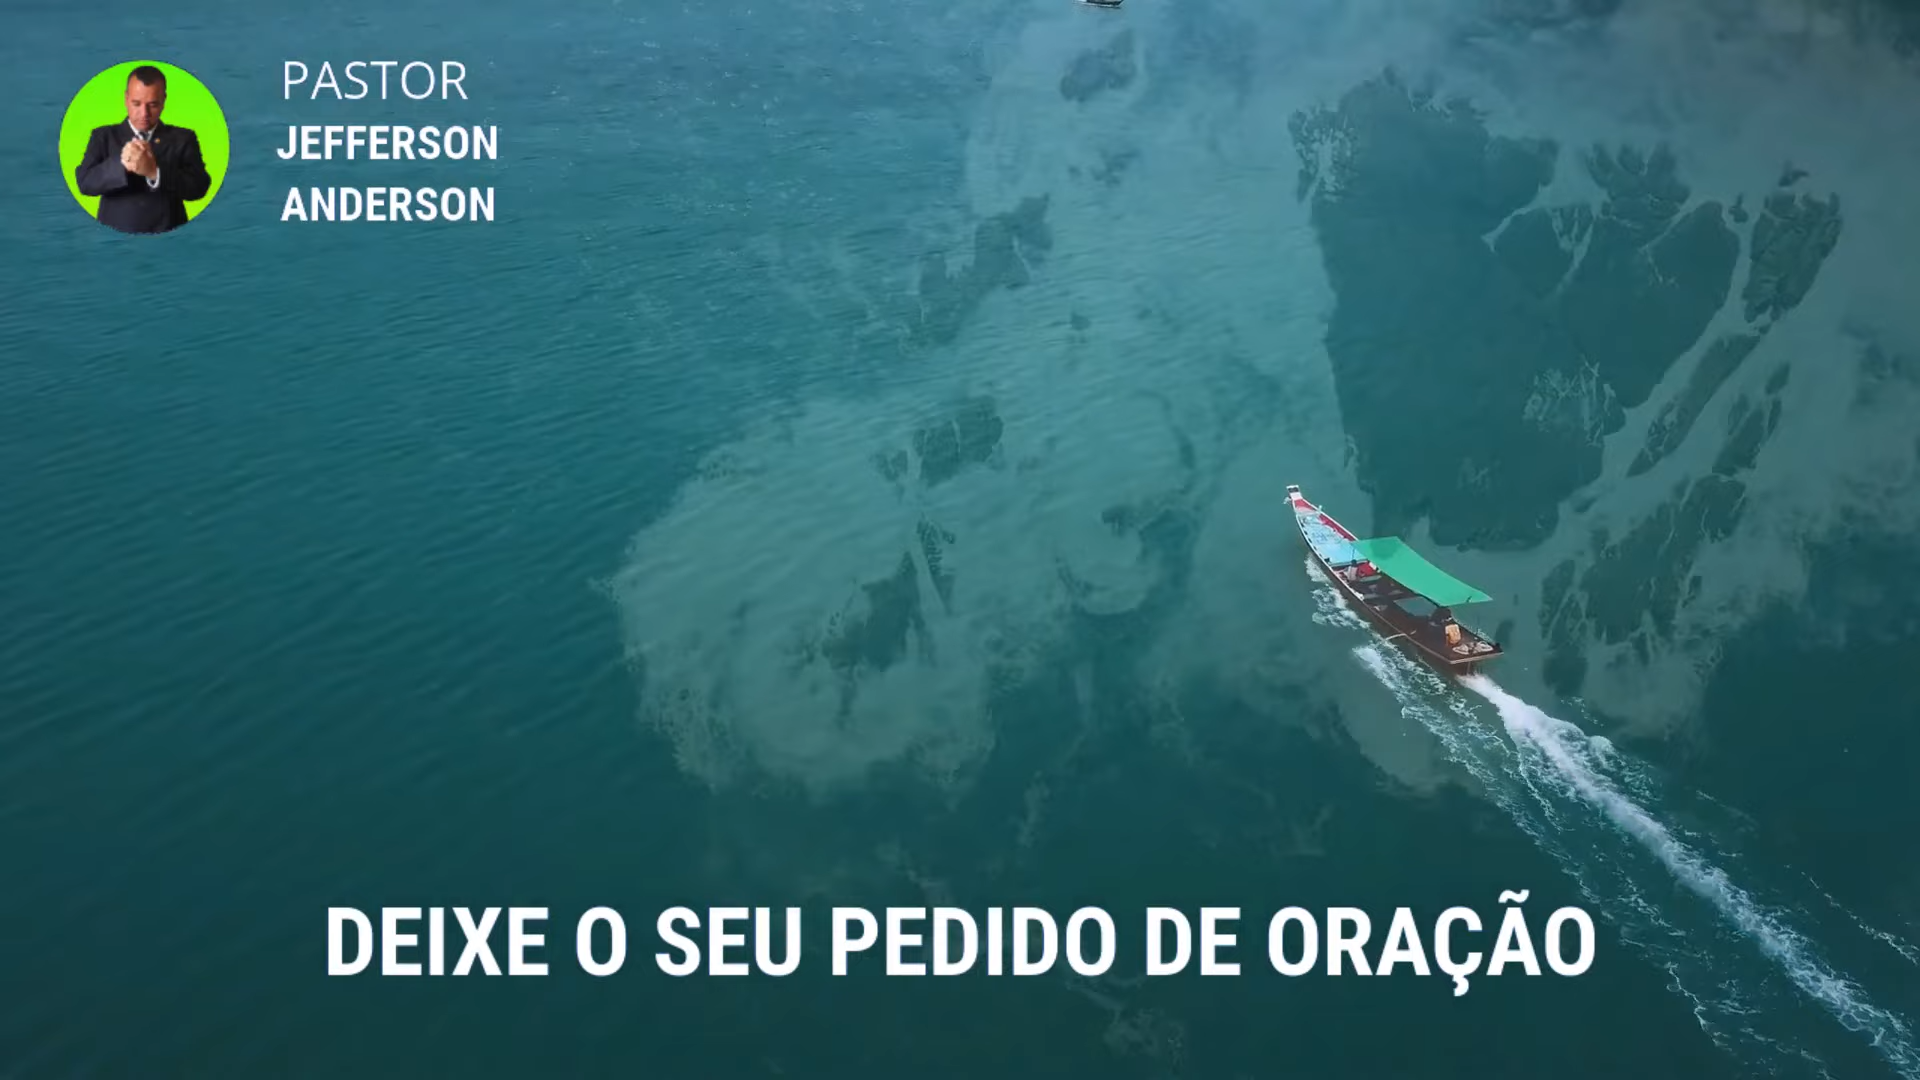 PASTOR
JEFFERSON
ANDERSON
DEIXE O SEU PEDIDO DE ORAÇÃO